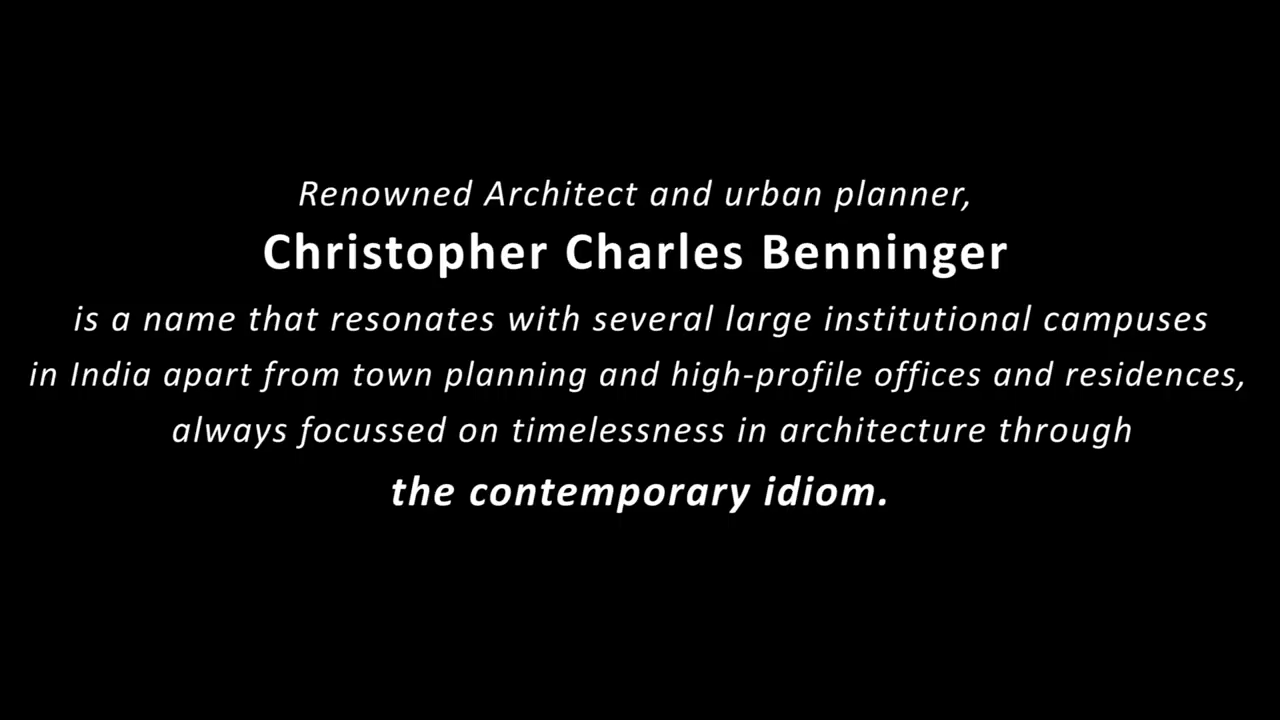 Renowned Architect and urban planner,
Christopher Charles Benninger
is a name that resonates with several large institutional campuses
in India apart from town planning and high-profile offices and residences,
always focussed on timelessness in architecture through
the contemporary idiom.